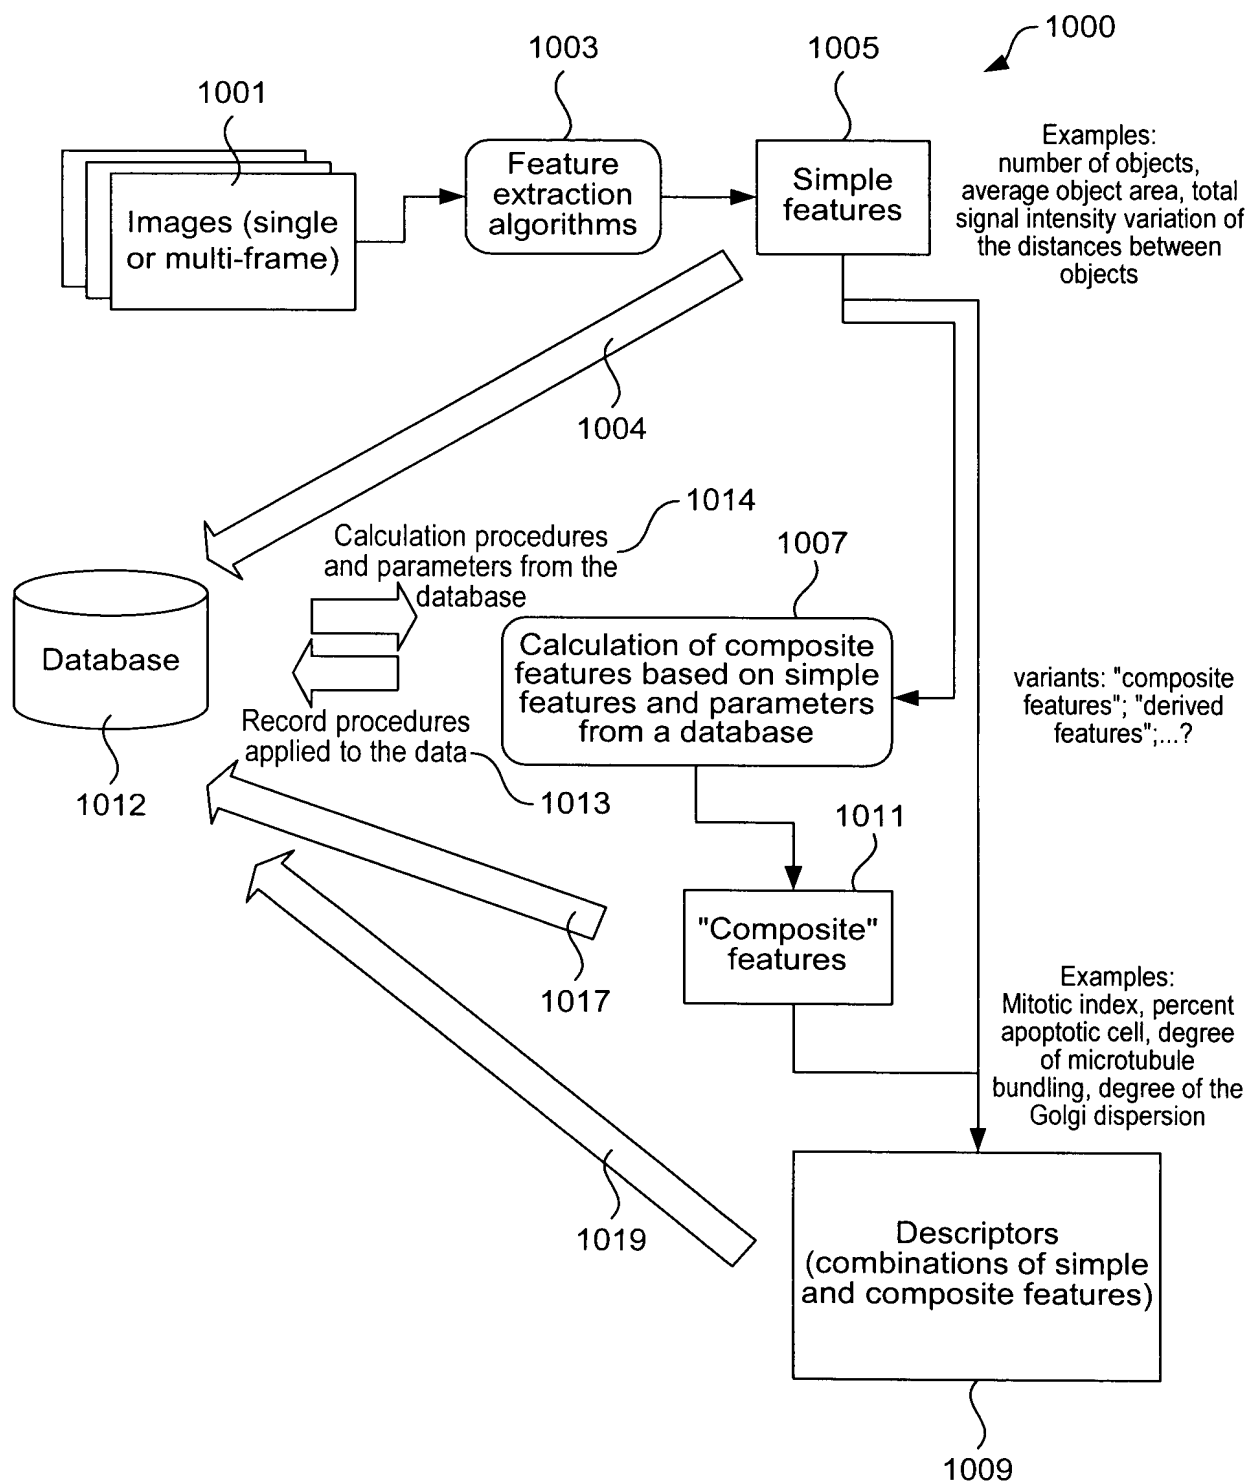 1000
1003
1005
1001
Examples:
number of objects,
average object area, total
signal intensity variation of
the distances between
objects
Images (single
or multi-frame)
Feature
extraction
algorithms
Simple
features
1004
1014
Calculation procedures
and parameters from the
database
1007
Database
Calculation of composite
features based on simple
features and parameters
from a database
variants: "composite
features"; "derived
features";...?
Record procedures
applied to the data
1012
1013
1011
"Composite"
features
1017
Examples:
Mitotic index, percent
apoptotic cell, degree
of microtubule
bundling, degree of the
Golgi dispersion
1019
Descriptors
(combinations of simple
and composite features)
1009